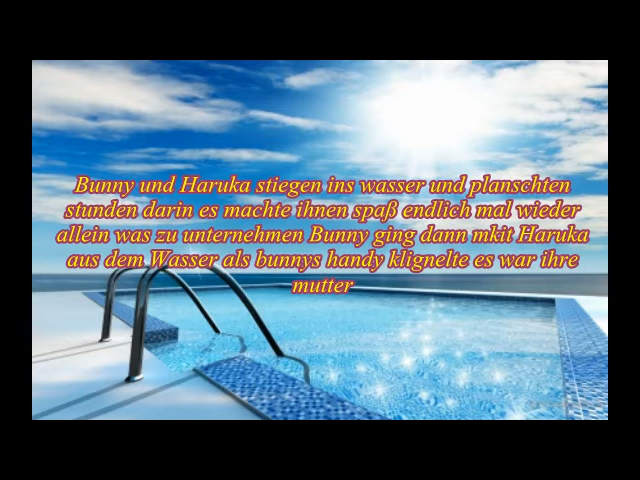 Bunny und Haruka stiegen ins wasser und planschten
stunden darin es machte ihnen spaß endlich mal wieder
allein was zu unternehmen Bunny ging dann mkit Haruka
aus dem Wasser als bunnys handy klignelte es war ihre
mutter